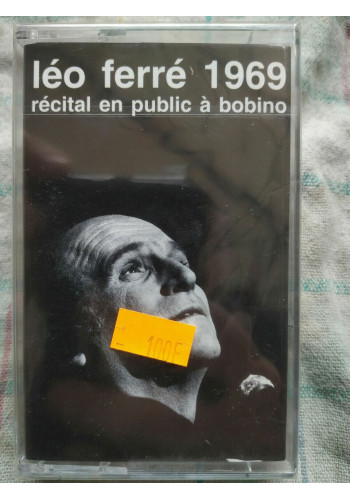 léo ferré 1969
récital en public à bobino
100F